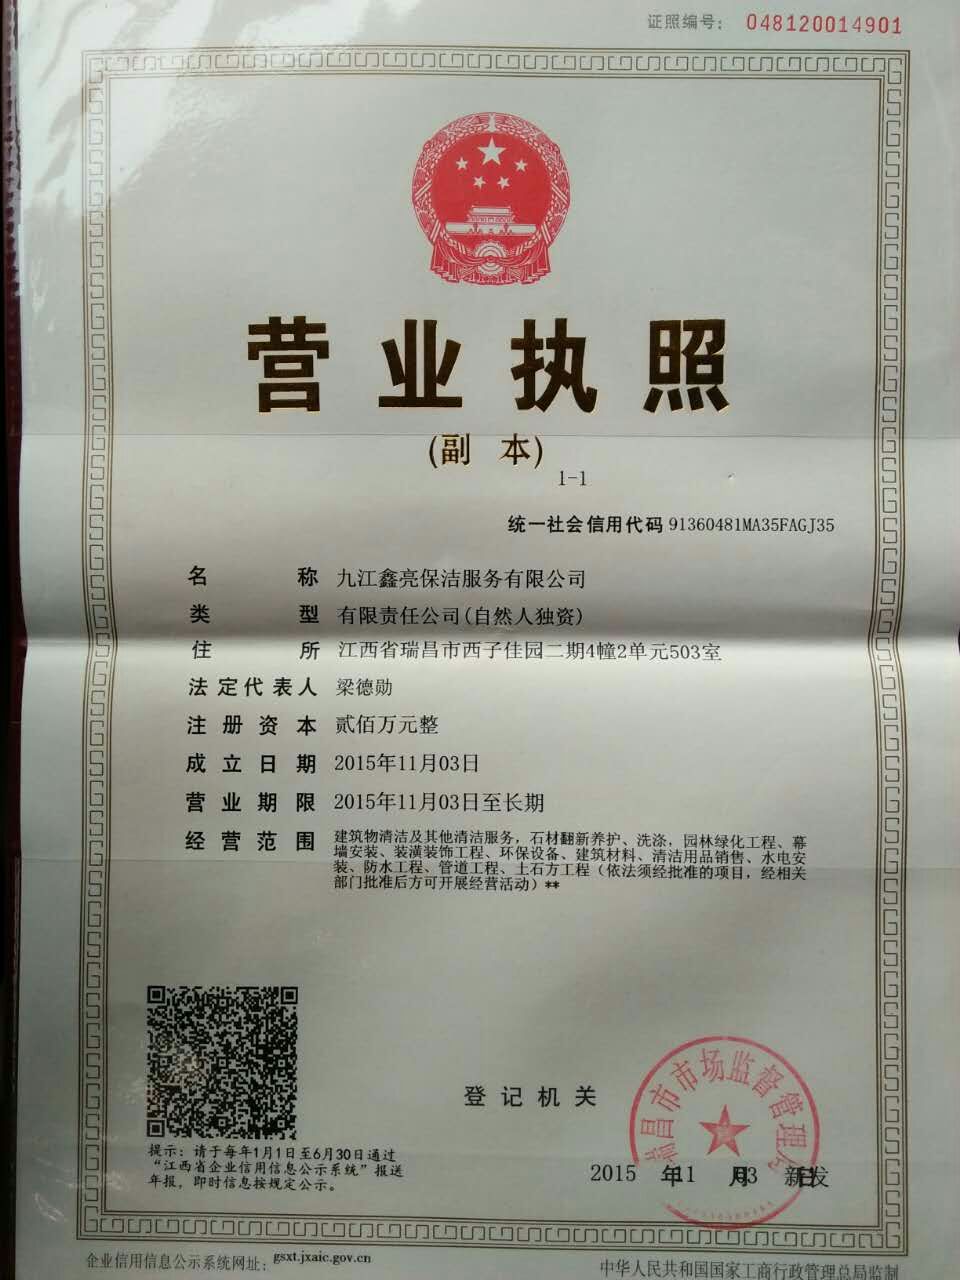 证照编号： 048120014901
营业执照
(副 本)
1-1
统一社会信用代码 91360481MA35FAGJ35
名 称 九江鑫亮保洁服务有限公司
类 型 有限责任公司(自然人独资)
住 所 江西省瑞昌市西子佳园二期4幢2单元503室
法定代表人 梁德勋
注册资本 贰佰万元整
成立日期 2015年11月03日
营业期限 2015年11月03日至长期
经营范围 建筑物清洁及其他清洁服务，石材翻新养护、洗涤，园林绿化工程、幕
墙安装、装潢装饰工程、环保设备、建筑材料、清洁用品销售、水电安
装、防水工程、管道工程、土石方工程（依法须经批准的项目，经相关
部门批准后方可开展经营活动）**
登记机关
昌市市场监督管理
2015 年11 月03 日 新发
提示：请于每年1月1日至6月30日通过
“江西省企业信用信息公示系统”报送
年报，即时信息按规定公示。
企业信用信息公示系统网址： gsxt.jxaic.gov.cn
中华人民共和国国家工商行政管理总局监制